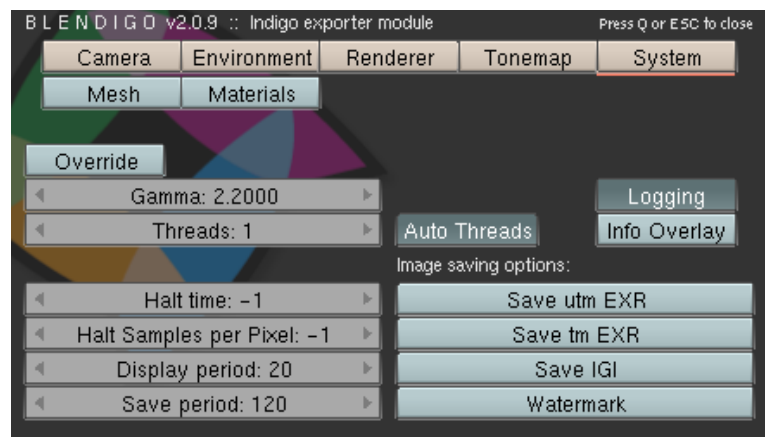 BLENDIGO v2.0.9 :: Indigo exporter module Press Q or ESC to close
Camera Environment Renderer Tonemap System
Mesh Materials
Override
Gamma: 2.2000 Logging
Threads: 1 Auto Threads Info Overlay
Image saving options:
Halt time: -1 Save utm EXR
Halt Samples per Pixel: -1 Save tm EXR
Display period: 20 Save IGI
Save period: 120 Watermark